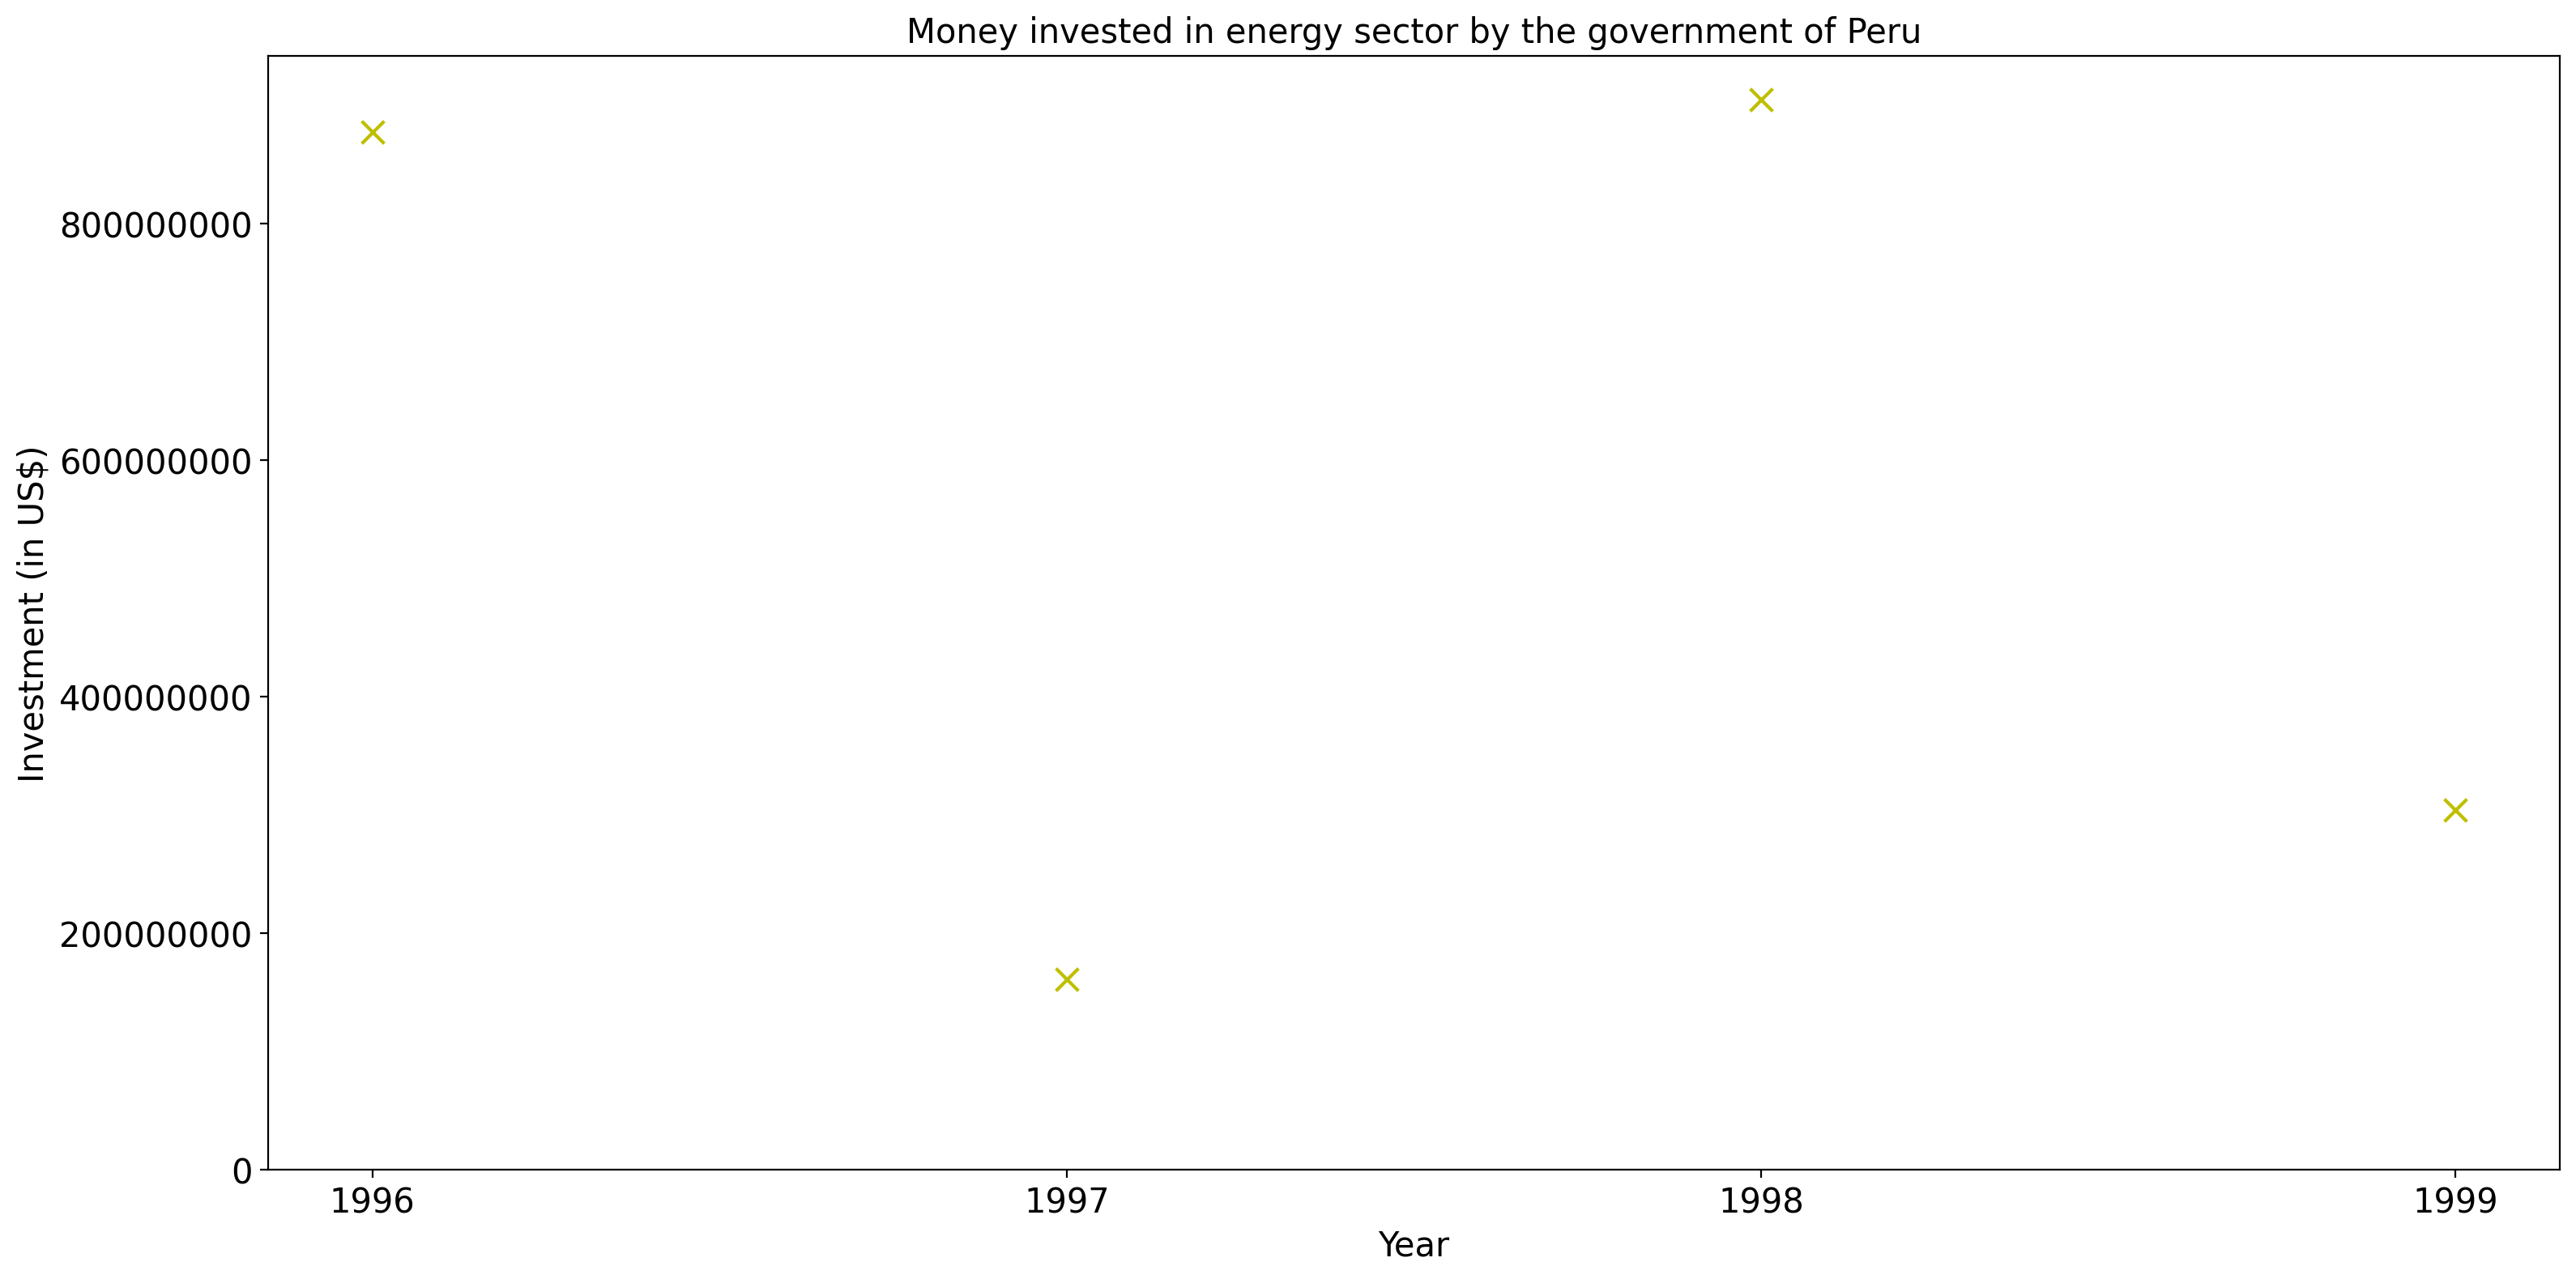 Money invested in energy sector by the government of Peru
Investment (in US$)
800000000
600000000
400000000
200000000
0
1996 1997 1998 1999
Year